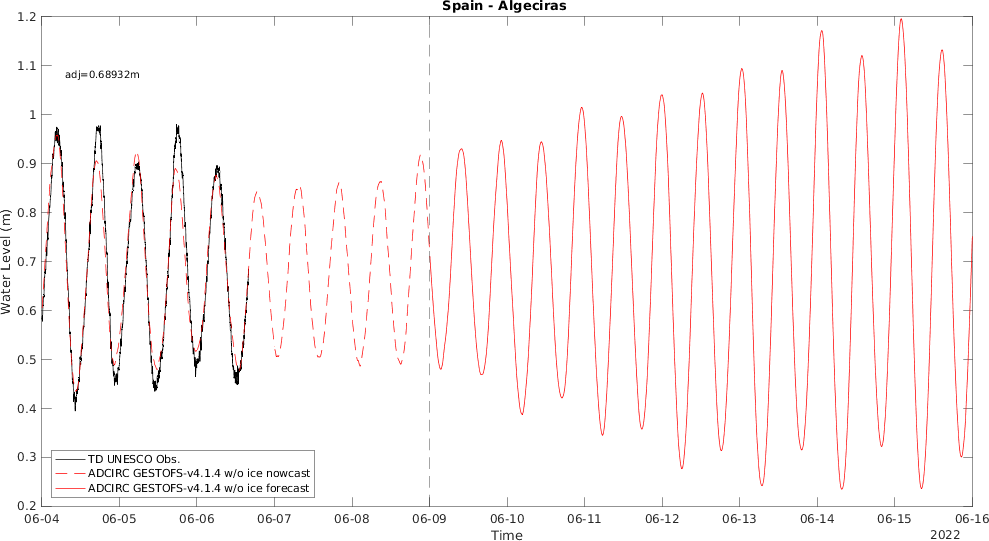 Spain - Algeciras
adj=0.68932m
Water Level (m)
1.2
1.1
1
0.9
0.8
0.7
0.6
0.5
0.4
0.3
0.2
TD UNESCO Obs.
ADCIRC GESTOFS-v4.1.4 w/o ice nowcast
ADCIRC GESTOFS-v4.1.4 w/o ice forecast
06-04 06-05 06-06 06-07 06-08 06-09 06-10 06-11 06-12 06-13 06-14 06-15 06-16
Time
2022